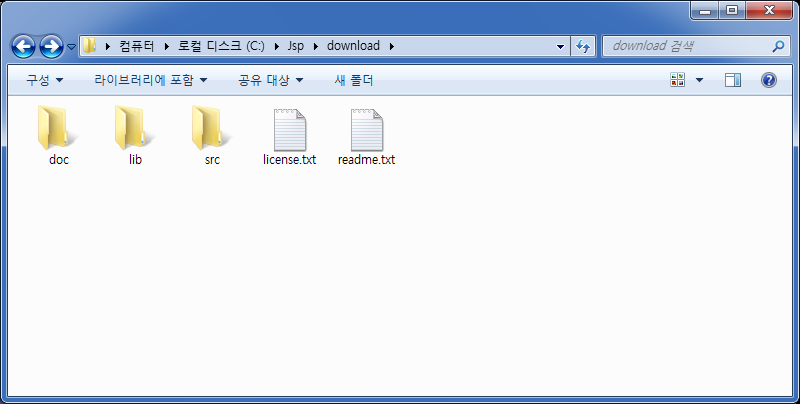 컴퓨터 로컬 디스크 (C:) Jsp download
download 검색
구성 라이브러리에 포함 공유 대상 새 폴더
doc lib src license.txt readme.txt